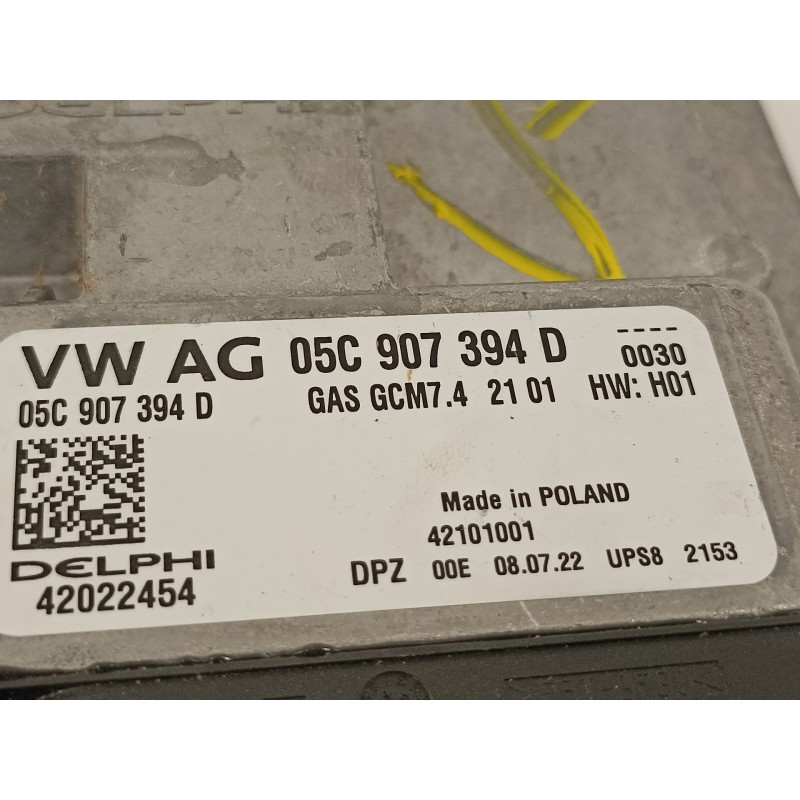 VW AG 05C 907 394 D ----
0030
05C 907 394 D GAS GCM7.4 21 01 HW: H01
Made in POLAND
42101001
DELPHI
42022454
DPZ 00E 08.07.22 UPS8 2153